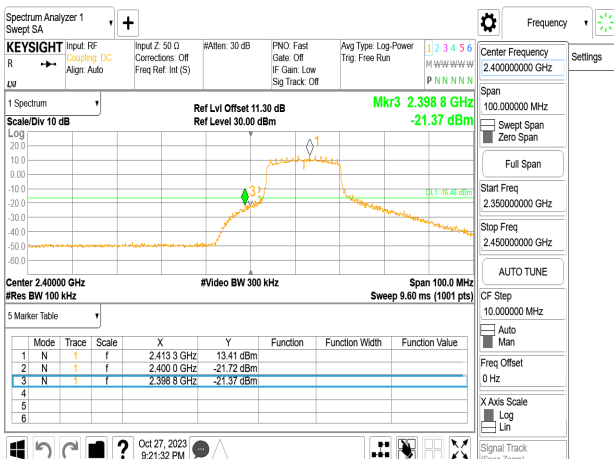 Spectrum Analyzer 1
Swept SA
Frequency
KEYSIGHT
R
LXI
Input: RF
Coupling: DC
Align: Auto
Input Z: 50 Ω
Corrections: Off
Freq Ref: Int (S)
#Atten: 30 dB
PNO: Fast
Gate: Off
IF Gain: Low
Sig Track: Off
Avg Type: Log-Power
Trig: Free Run
1 2 3 4 5 6
M W W W W W
P N N N N N
1 Spectrum
Scale/Div 10 dB
Ref Lvl Offset 11.30 dB
Ref Level 30.00 dBm
Mkr3 2.398 8 GHz
-21.37 dBm
Log
20.0
10.0
0.00
-10.0
-20.0
-30.0
-40.0
-50.0
-60.0
1
3
DL1 -16.46 dBm
Center 2.40000 GHz
#Res BW 100 kHz
#Video BW 300 kHz
Span 100.0 MHz
Sweep 9.60 ms (1001 pts)
5 Marker Table
Mode Trace Scale X Y Function Function Width Function Value
1 N 1 f 2.413 3 GHz 13.41 dBm
2 N 1 f 2.400 0 GHz -21.72 dBm
3 N 1 f 2.398 8 GHz -21.37 dBm
4
5
6
?
Oct 27, 2023
9:21:32 PM
Center Frequency
2.400000000 GHz
Settings
Span
100.000000 MHz
Swept Span
Zero Span
Full Span
Start Freq
2.350000000 GHz
Stop Freq
2.450000000 GHz
AUTO TUNE
CF Step
10.000000 MHz
Auto
Man
Freq Offset
0 Hz
X Axis Scale
Log
Lin
Signal Track
(Span Zoom)